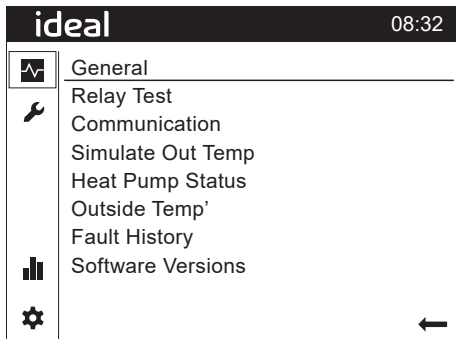 ideal 08:32
General
Relay Test
Communication
Simulate Out Temp
Heat Pump Status
Outside Temp’
Fault History
Software Versions